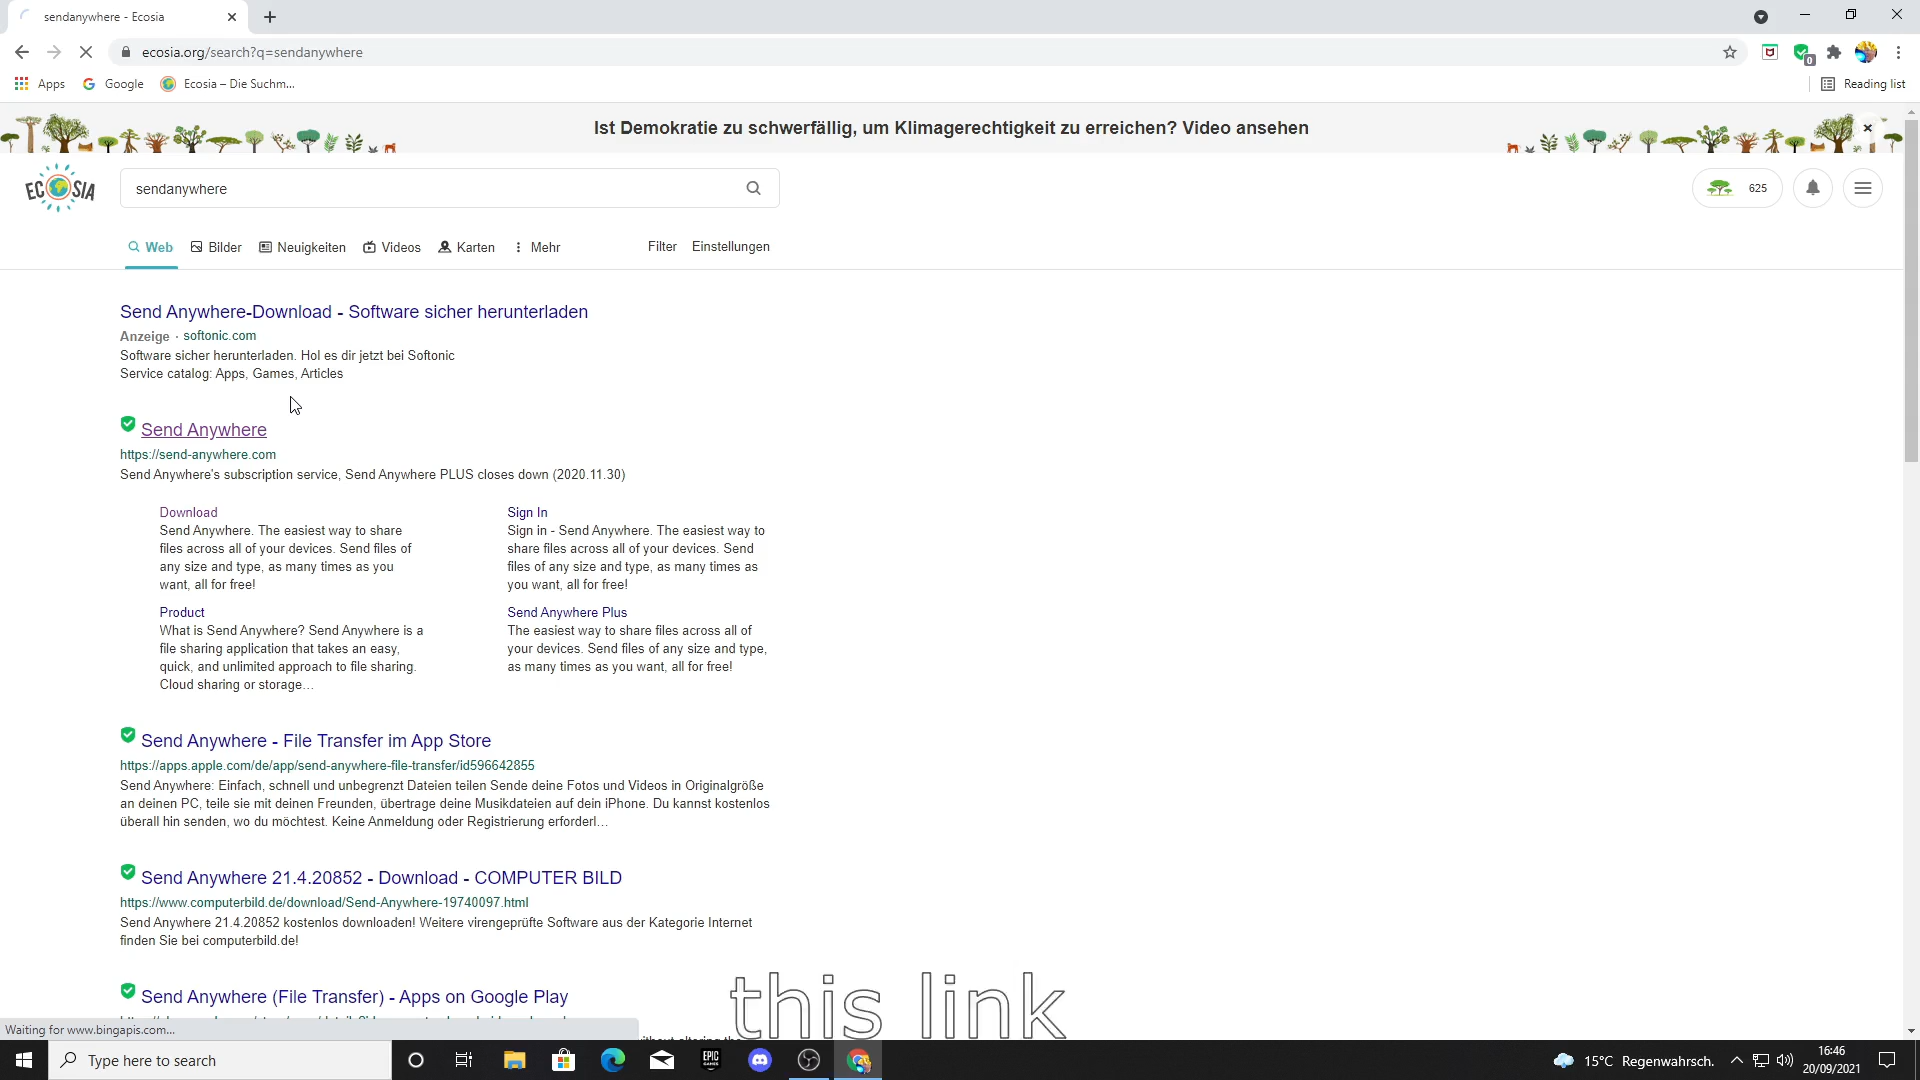 sendanywhere - Ecosia
ecosia.org/search?q=sendanywhere
0
Apps Google Ecosia – Die Suchm... Reading list
Ist Demokratie zu schwerfällig, um Klimagerechtigkeit zu erreichen? Video ansehen
ECOSIA sendanywhere 625
Web Bilder Neuigkeiten Videos Karten Mehr Filter Einstellungen
Send Anywhere-Download - Software sicher herunterladen
Anzeige · softonic.com
Software sicher herunterladen. Hol es dir jetzt bei Softonic
Service catalog: Apps, Games, Articles
Send Anywhere
https://send-anywhere.com
Send Anywhere's subscription service, Send Anywhere PLUS closes down (2020.11.30)
Download
Send Anywhere. The easiest way to share
files across all of your devices. Send files of
any size and type, as many times as you
want, all for free!
Sign In
Sign in - Send Anywhere. The easiest way to
share files across all of your devices. Send
files of any size and type, as many times as
you want, all for free!
Product
What is Send Anywhere? Send Anywhere is a
file sharing application that takes an easy,
quick, and unlimited approach to file sharing.
Cloud sharing or storage…
Send Anywhere Plus
The easiest way to share files across all of
your devices. Send files of any size and type,
as many times as you want, all for free!
Send Anywhere - File Transfer im App Store
https://apps.apple.com/de/app/send-anywhere-file-transfer/id596642855
Send Anywhere: Einfach, schnell und unbegrenzt Dateien teilen Sende deine Fotos und Videos in Originalgröße
an deinen PC, teile sie mit deinen Freunden, übertrage deine Musikdateien auf dein iPhone. Du kannst kostenlos
überall hin senden, wo du möchtest. Keine Anmeldung oder Registrierung erforderl…
Send Anywhere 21.4.20852 - Download - COMPUTER BILD
https://www.computerbild.de/download/Send-Anywhere-19740097.html
Send Anywhere 21.4.20852 kostenlos downloaden! Weitere virengeprüfte Software aus der Kategorie Internet
finden Sie bei computerbild.de!
Send Anywhere (File Transfer) - Apps on Google Play
this link
Waiting for www.bingapis.com...
Type here to search
EPIC GAMES
15°C Regenwahrsch.
16:46
20/09/2021